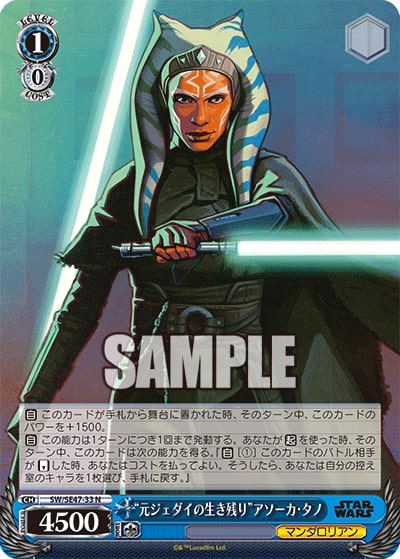 LEVEL
1
0
COST
SAMPLE
自 このカードが手札から舞台に置かれた時、そのターン中、このカードの
パワーを+1500。
自 この能力は1ターンにつき1回まで発動する。あなたが 起 を使った時、そのターン中、このカードは次の能力を得る。『 自 [①] このカードのバトル相手
が した時、あなたはコストを払ってよい。そうしたら、あなたは自分の控え
室のキャラを1枚選び、手札に戻す。』
SW/SE47-33 N
4500
“元ジェダイの生き残り”アソーカ・タノ
マンダロリアン
STAR WARS
©&™Lucasfilm Ltd.